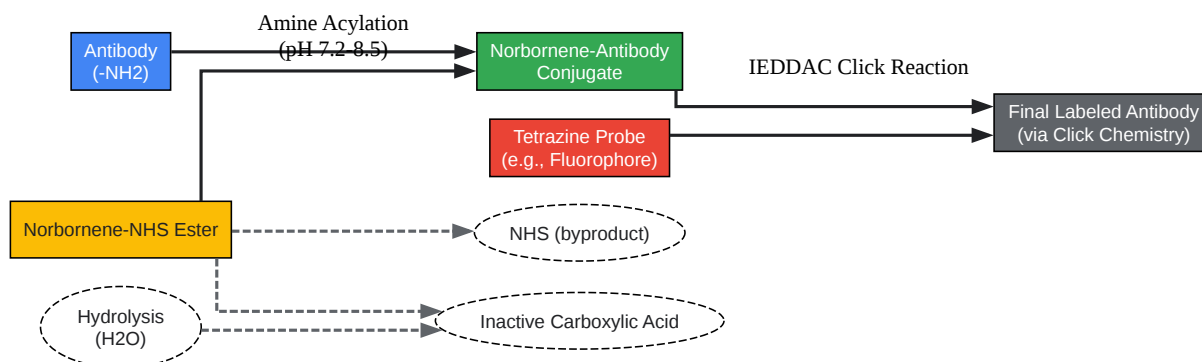 Amine Acylation
(pH 7.2-8.5)
Antibody
(-NH2)
Norbornene-Antibody
Conjugate
IEDDAC Click Reaction
Final Labeled Antibody
(via Click Chemistry)
Tetrazine Probe
(e.g., Fluorophore)
Norbornene-NHS Ester
NHS (byproduct)
Hydrolysis
(H2O)
Inactive Carboxylic Acid